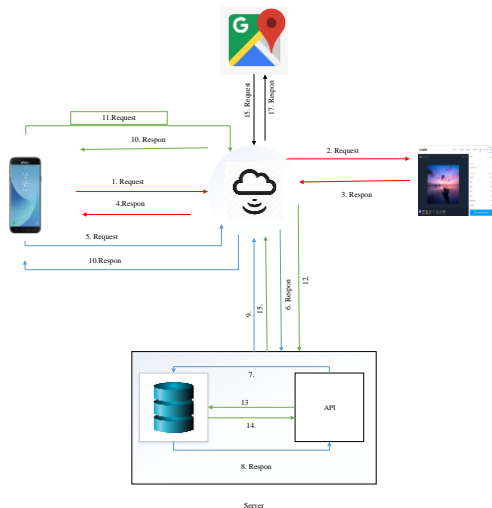 G
15. Request
17. Respon
11.Request
10. Respon
2. Request
1. Request
3. Respon
4.Respon
5. Request
10.Respon
9.
15.
6. Respon
12.
7.
13
API
14.
8. Respon
Server